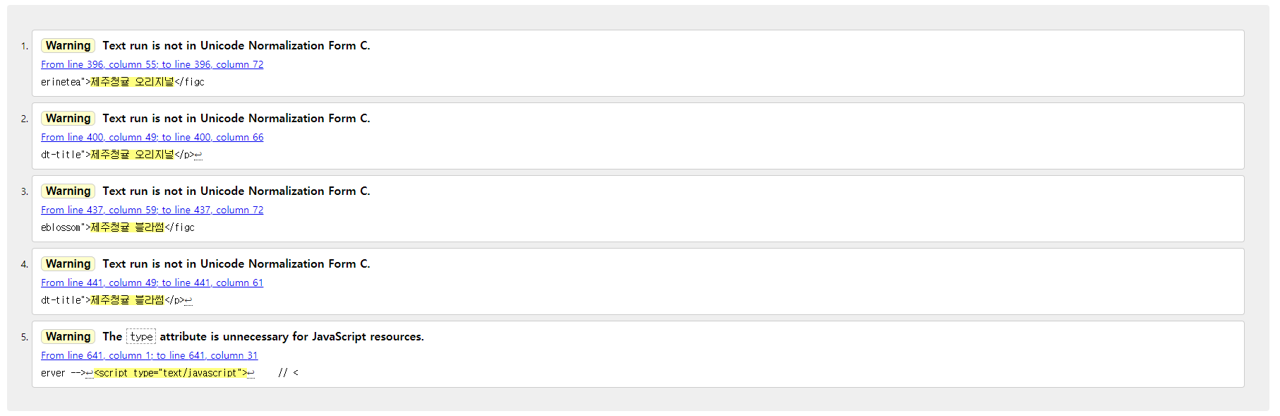 1. Warning Text run is not in Unicode Normalization Form C.
From line 396, column 55; to line 396, column 72
erinetea">제주청귤 오리지널</figc
2. Warning Text run is not in Unicode Normalization Form C.
From line 400, column 49; to line 400, column 66
dt-title">제주청귤 오리지널</p>↩
3. Warning Text run is not in Unicode Normalization Form C.
From line 437, column 59; to line 437, column 72
eblossom">제주청귤 블라썸</figc
4. Warning Text run is not in Unicode Normalization Form C.
From line 441, column 49; to line 441, column 61
dt-title">제주청귤 블라썸</p>↩
5. Warning The type attribute is unnecessary for JavaScript resources.
From line 641, column 1; to line 641, column 31
erver -->↩<script type="text/javascript">↩ // <